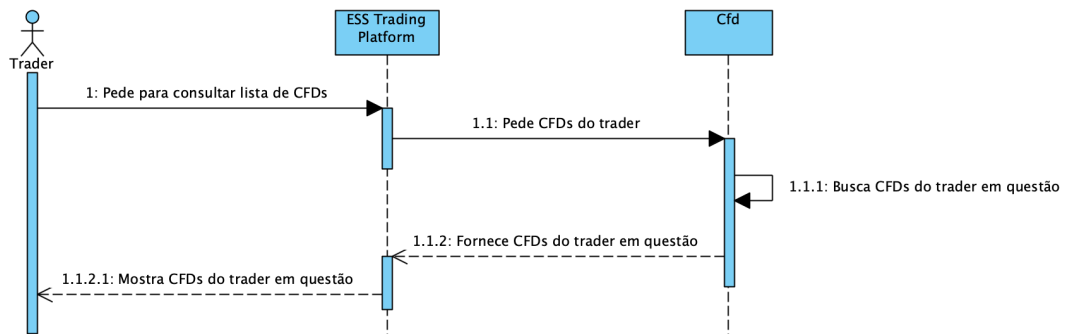 ESS Trading
Platform
Cfd
Trader
1: Pede para consultar lista de CFDs
1.1: Pede CFDs do trader
1.1.1: Busca CFDs do trader em questão
1.1.2: Fornece CFDs do trader em questão
1.1.2.1: Mostra CFDs do trader em questão